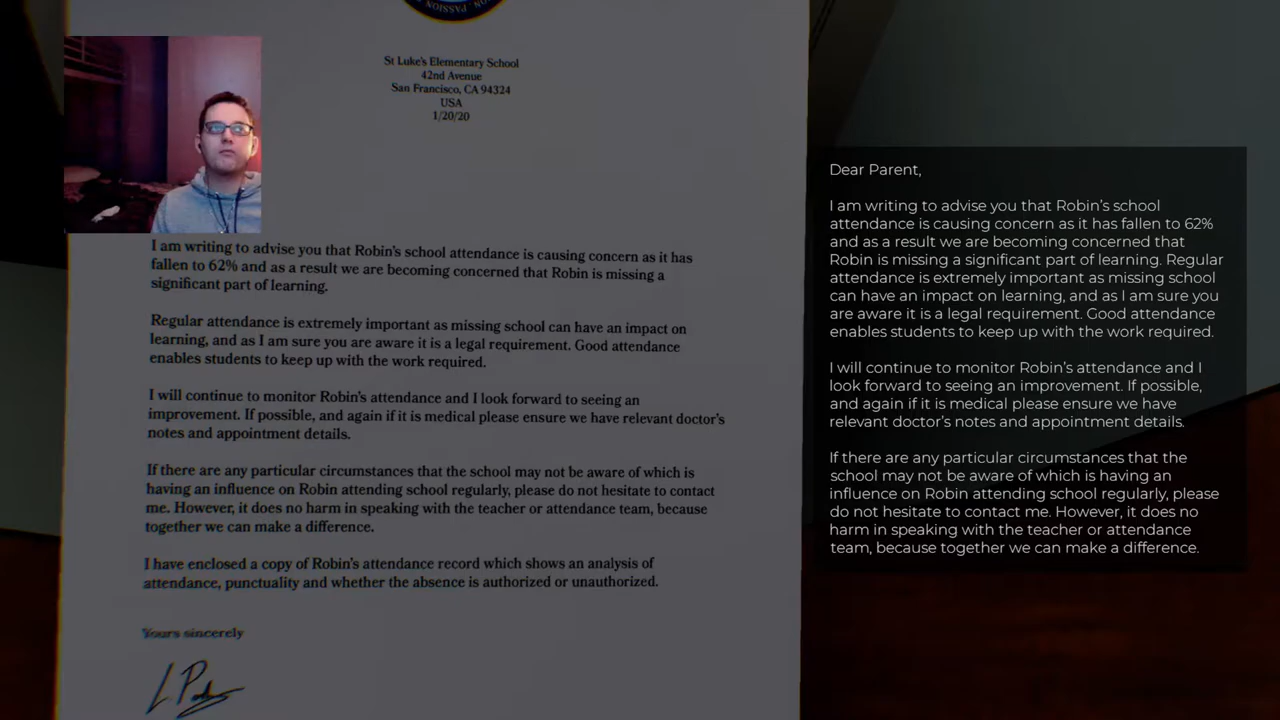 PASSION
St Luke's Elementary School
42nd Avenue
San Francisco, CA 94324
USA
1/20/20
I am writing to advise you that Robin's school attendance is causing concern as it has
fallen to 62% and as a result we are becoming concerned that Robin is missing a
significant part of learning.
Regular attendance is extremely important as missing school can have an impact on
learning, and as I am sure you are aware it is a legal requirement. Good attendance
enables students to keep up with the work required.
I will continue to monitor Robin's attendance and I look forward to seeing an
improvement. If possible, and again if it is medical please ensure we have relevant doctor's
notes and appointment details.
If there are any particular circumstances that the school may not be aware of which is
having an influence on Robin attending school regularly, please do not hesitate to contact
me. However, it does no harm in speaking with the teacher or attendance team, because
together we can make a difference.
I have enclosed a copy of Robin's attendance record which shows an analysis of
attendance, punctuality and whether the absence is authorized or unauthorized.
Yours sincerely
Dear Parent,
I am writing to advise you that Robin's school
attendance is causing concern as it has fallen to 62%
and as a result we are becoming concerned that
Robin is missing a significant part of learning. Regular
attendance is extremely important as missing school
can have an impact on learning, and as I am sure you
are aware it is a legal requirement. Good attendance
enables students to keep up with the work required.
I will continue to monitor Robin's attendance and I
look forward to seeing an improvement. If possible,
and again if it is medical please ensure we have
relevant doctor's notes and appointment details.
If there are any particular circumstances that the
school may not be aware of which is having an
influence on Robin attending school regularly, please
do not hesitate to contact me. However, it does no
harm in speaking with the teacher or attendance
team, because together we can make a difference.